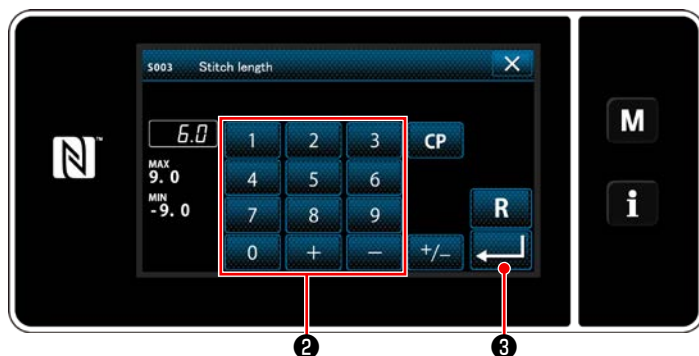 S003 Stitch length X
6.0 1 2 3 CP
MAX
9.0 4 5 6
MIN
-9.0 7 8 9 R
0 + − +/−
N™
M
i
❷ ❸